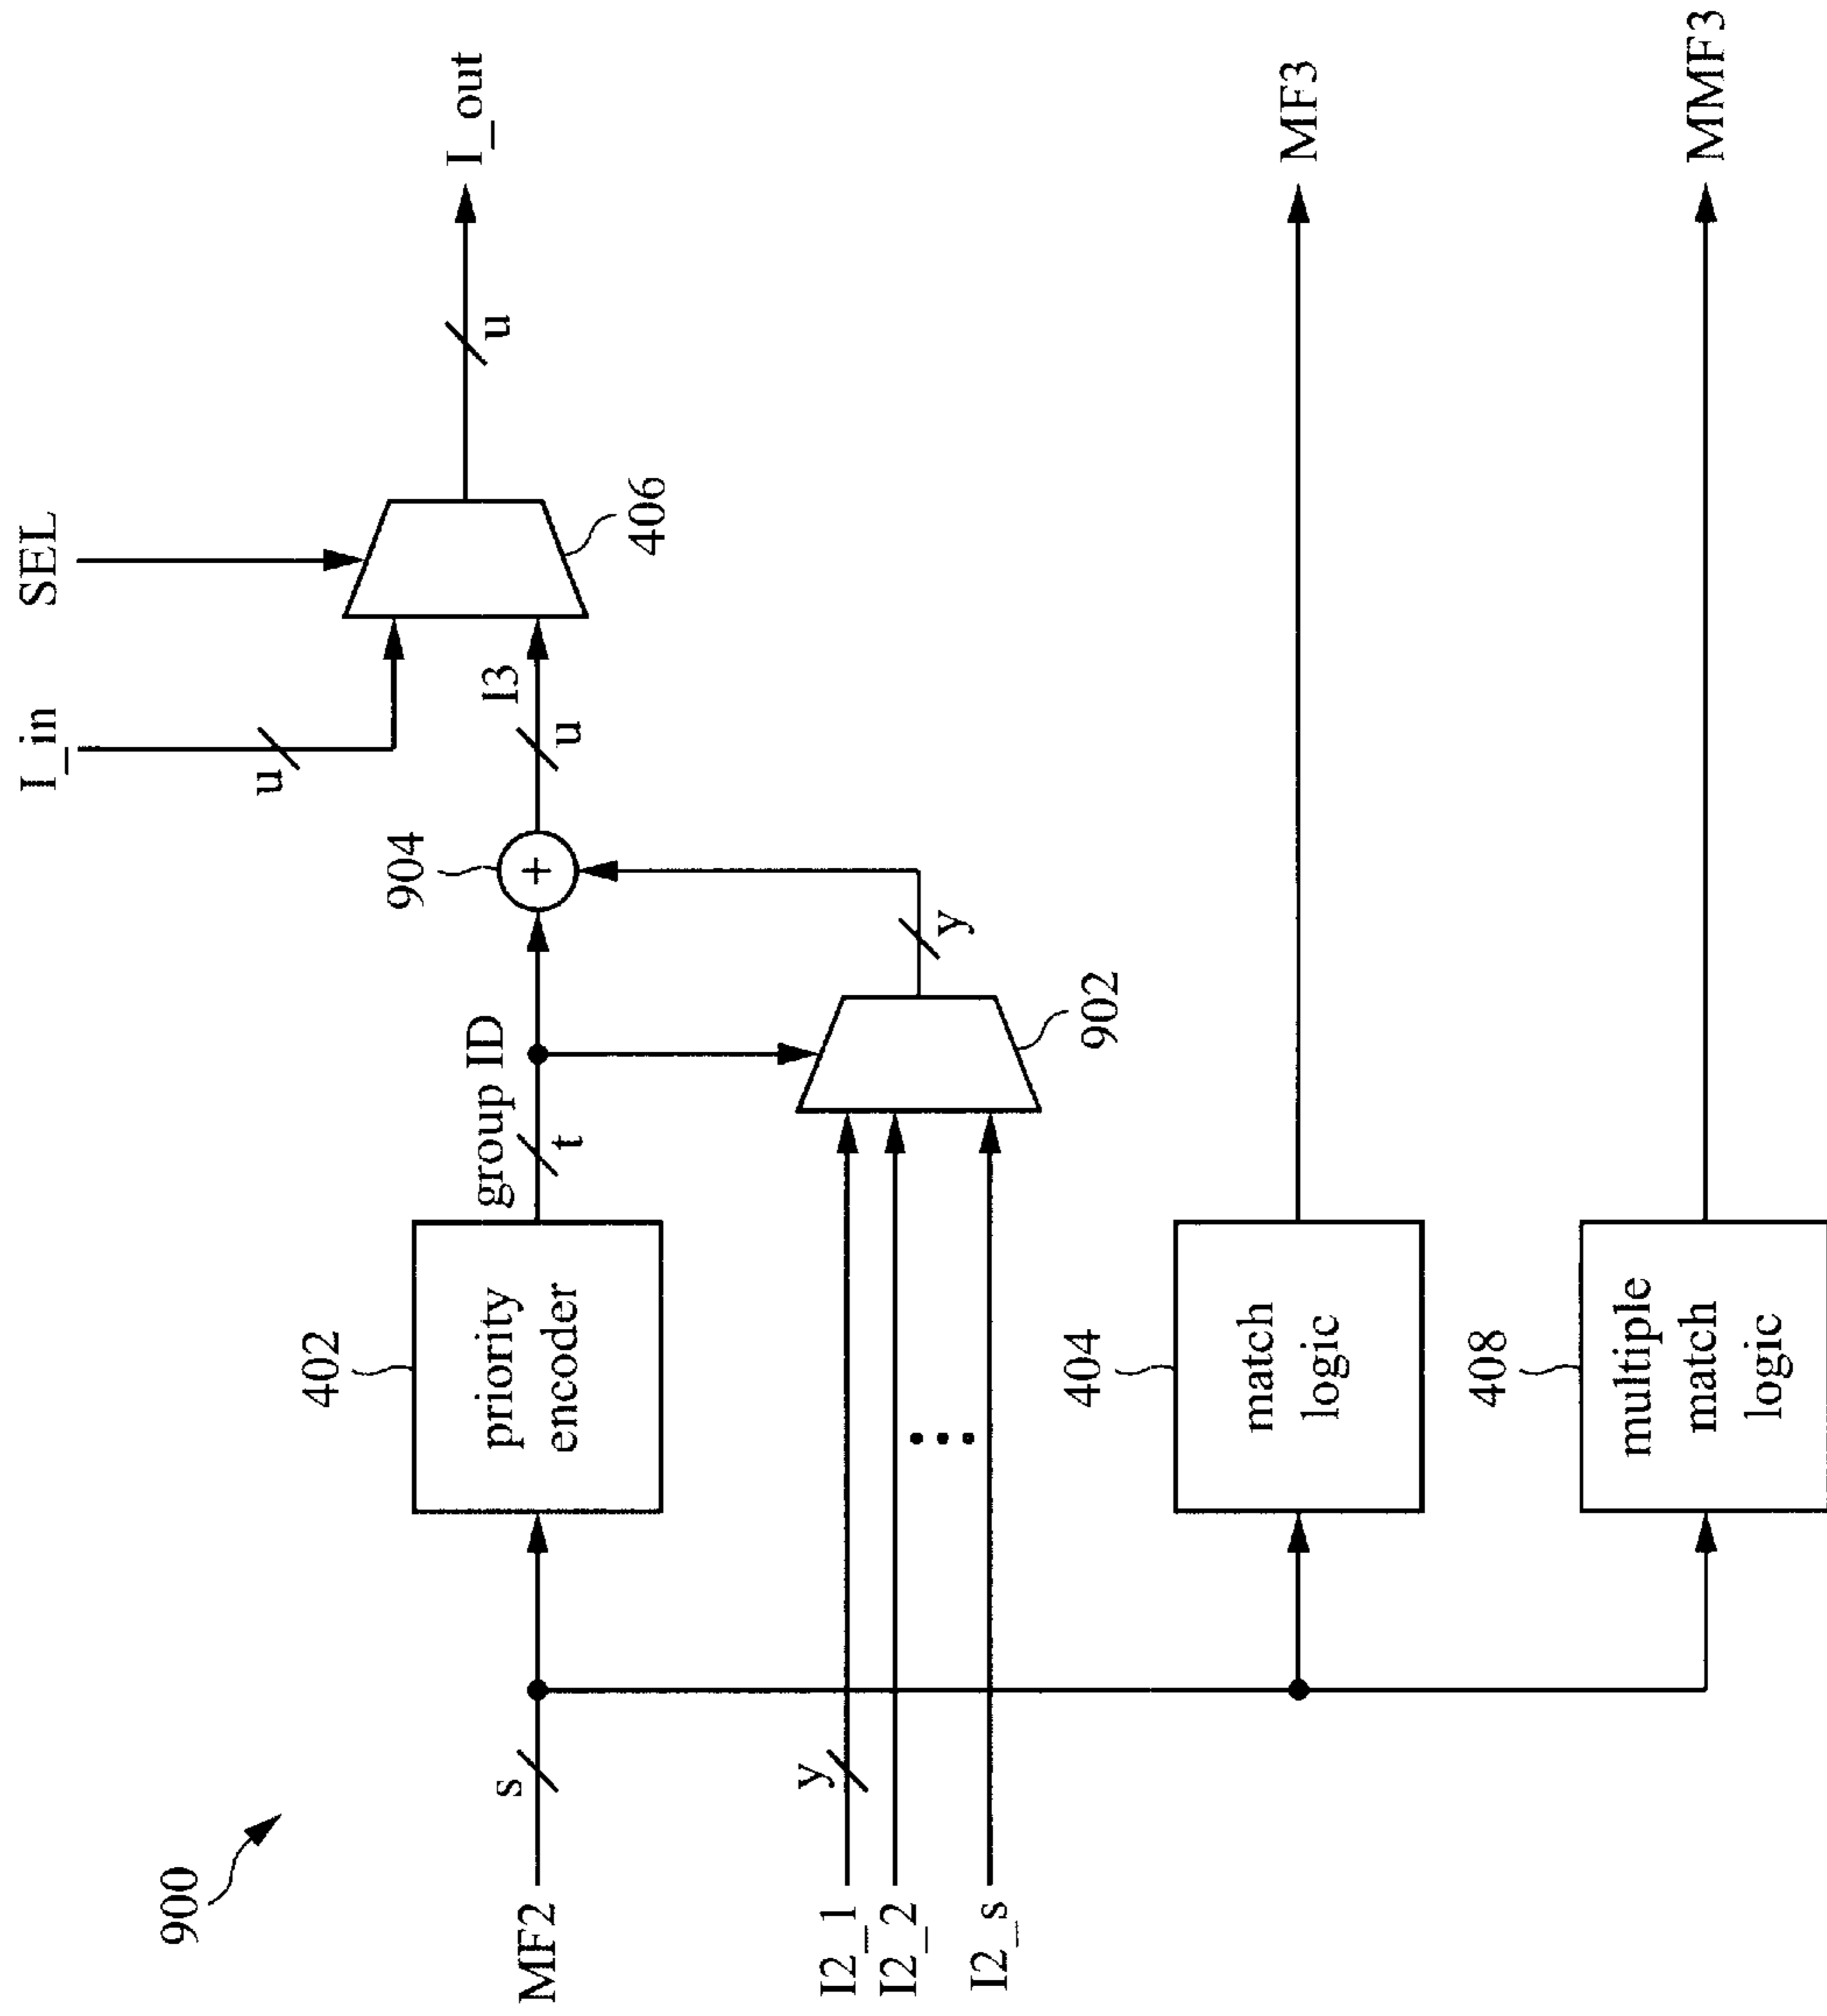 900
MF2
s
402
priority
encoder
group ID
t
904
+
u
I3
I_in
u
SEL
406
u
I_out
I2_1
I2_2
I2_s
y
902
y
404
match
logic
MF3
408
multiple
match
logic
MMF3